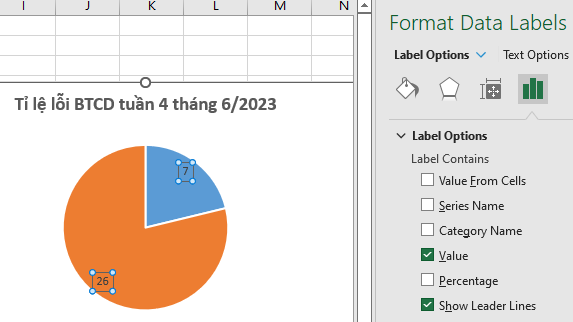 I J K L M N
Tỉ lệ lỗi BTCD tuần 4 tháng 6/2023
7
26
Format Data Labels
Label Options Text Options
Label Options
Label Contains
Value From Cells
Series Name
Category Name
Value
Percentage
Show Leader Lines